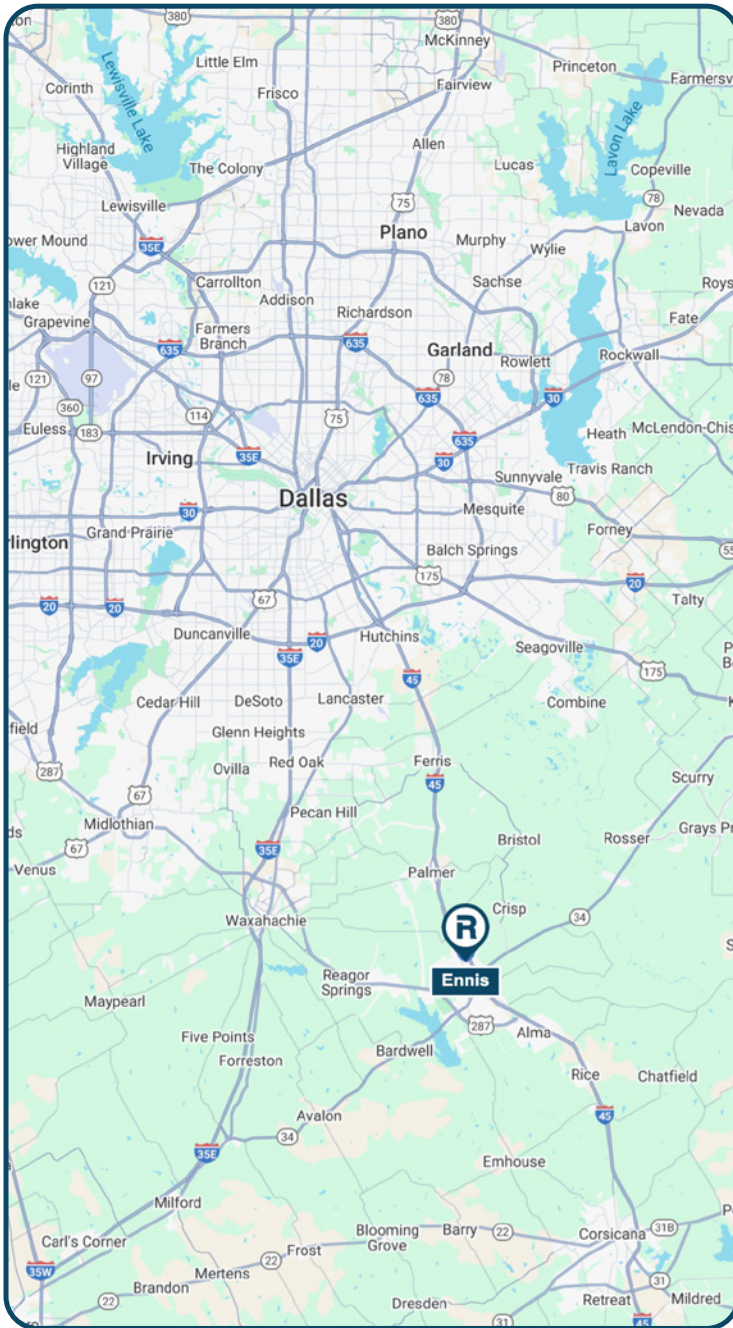 380
380
on
McKinney
Little Elm
Princeton
Corinth
Frisco
Fairview
Farmersv
Lewisville Lake
Lavon Lake
Allen
Highland
Village
The Colony
Lucas
Copeville
78
Lewisville
75
Nevada
Lavon
ower Mound
35E
Plano
Murphy
Wylie
121
Carrollton
Sachse
Roys
Addison
nlake
Richardson
Grapevine
Farmers
Branch
635
635
Garland
Rowlett
Fate
Rockwall
le
121
97
78
635
30
360
114
75
Euless
183
635
Heath
McLendon-Chis
Irving
35E
30
Travis Ranch
Sunnyvale
80
Dallas
30
Mesquite
Grand Prairie
Forney
rlington
Balch Springs
55
175
20
67
Talty
20
20
Duncanville
20
Hutchins
Seagoville
35E
45
175
P
B
Cedar Hill
DeSoto
Lancaster
Combine
K
field
Glenn Heights
287
Ovilla
Red Oak
Ferris
45
Scurry
67
Pecan Hill
Midlothian
ds
67
35E
Bristol
Rosser
Grays Pr
Venus
Palmer
Crisp
34
Waxahachie
R
S
Ennis
Reagor
Springs
Maypearl
287
Alma
Five Points
Bardwell
Forreston
Rice
Chatfield
Avalon
45
34
35E
Emhouse
Milford
Blooming
Grove
Barry
22
Corsicana
31B
P
Carl's Corner
Frost
35W
22
Mertens
31
Brandon
22
Dresden
Retreat
Mildred
31
45